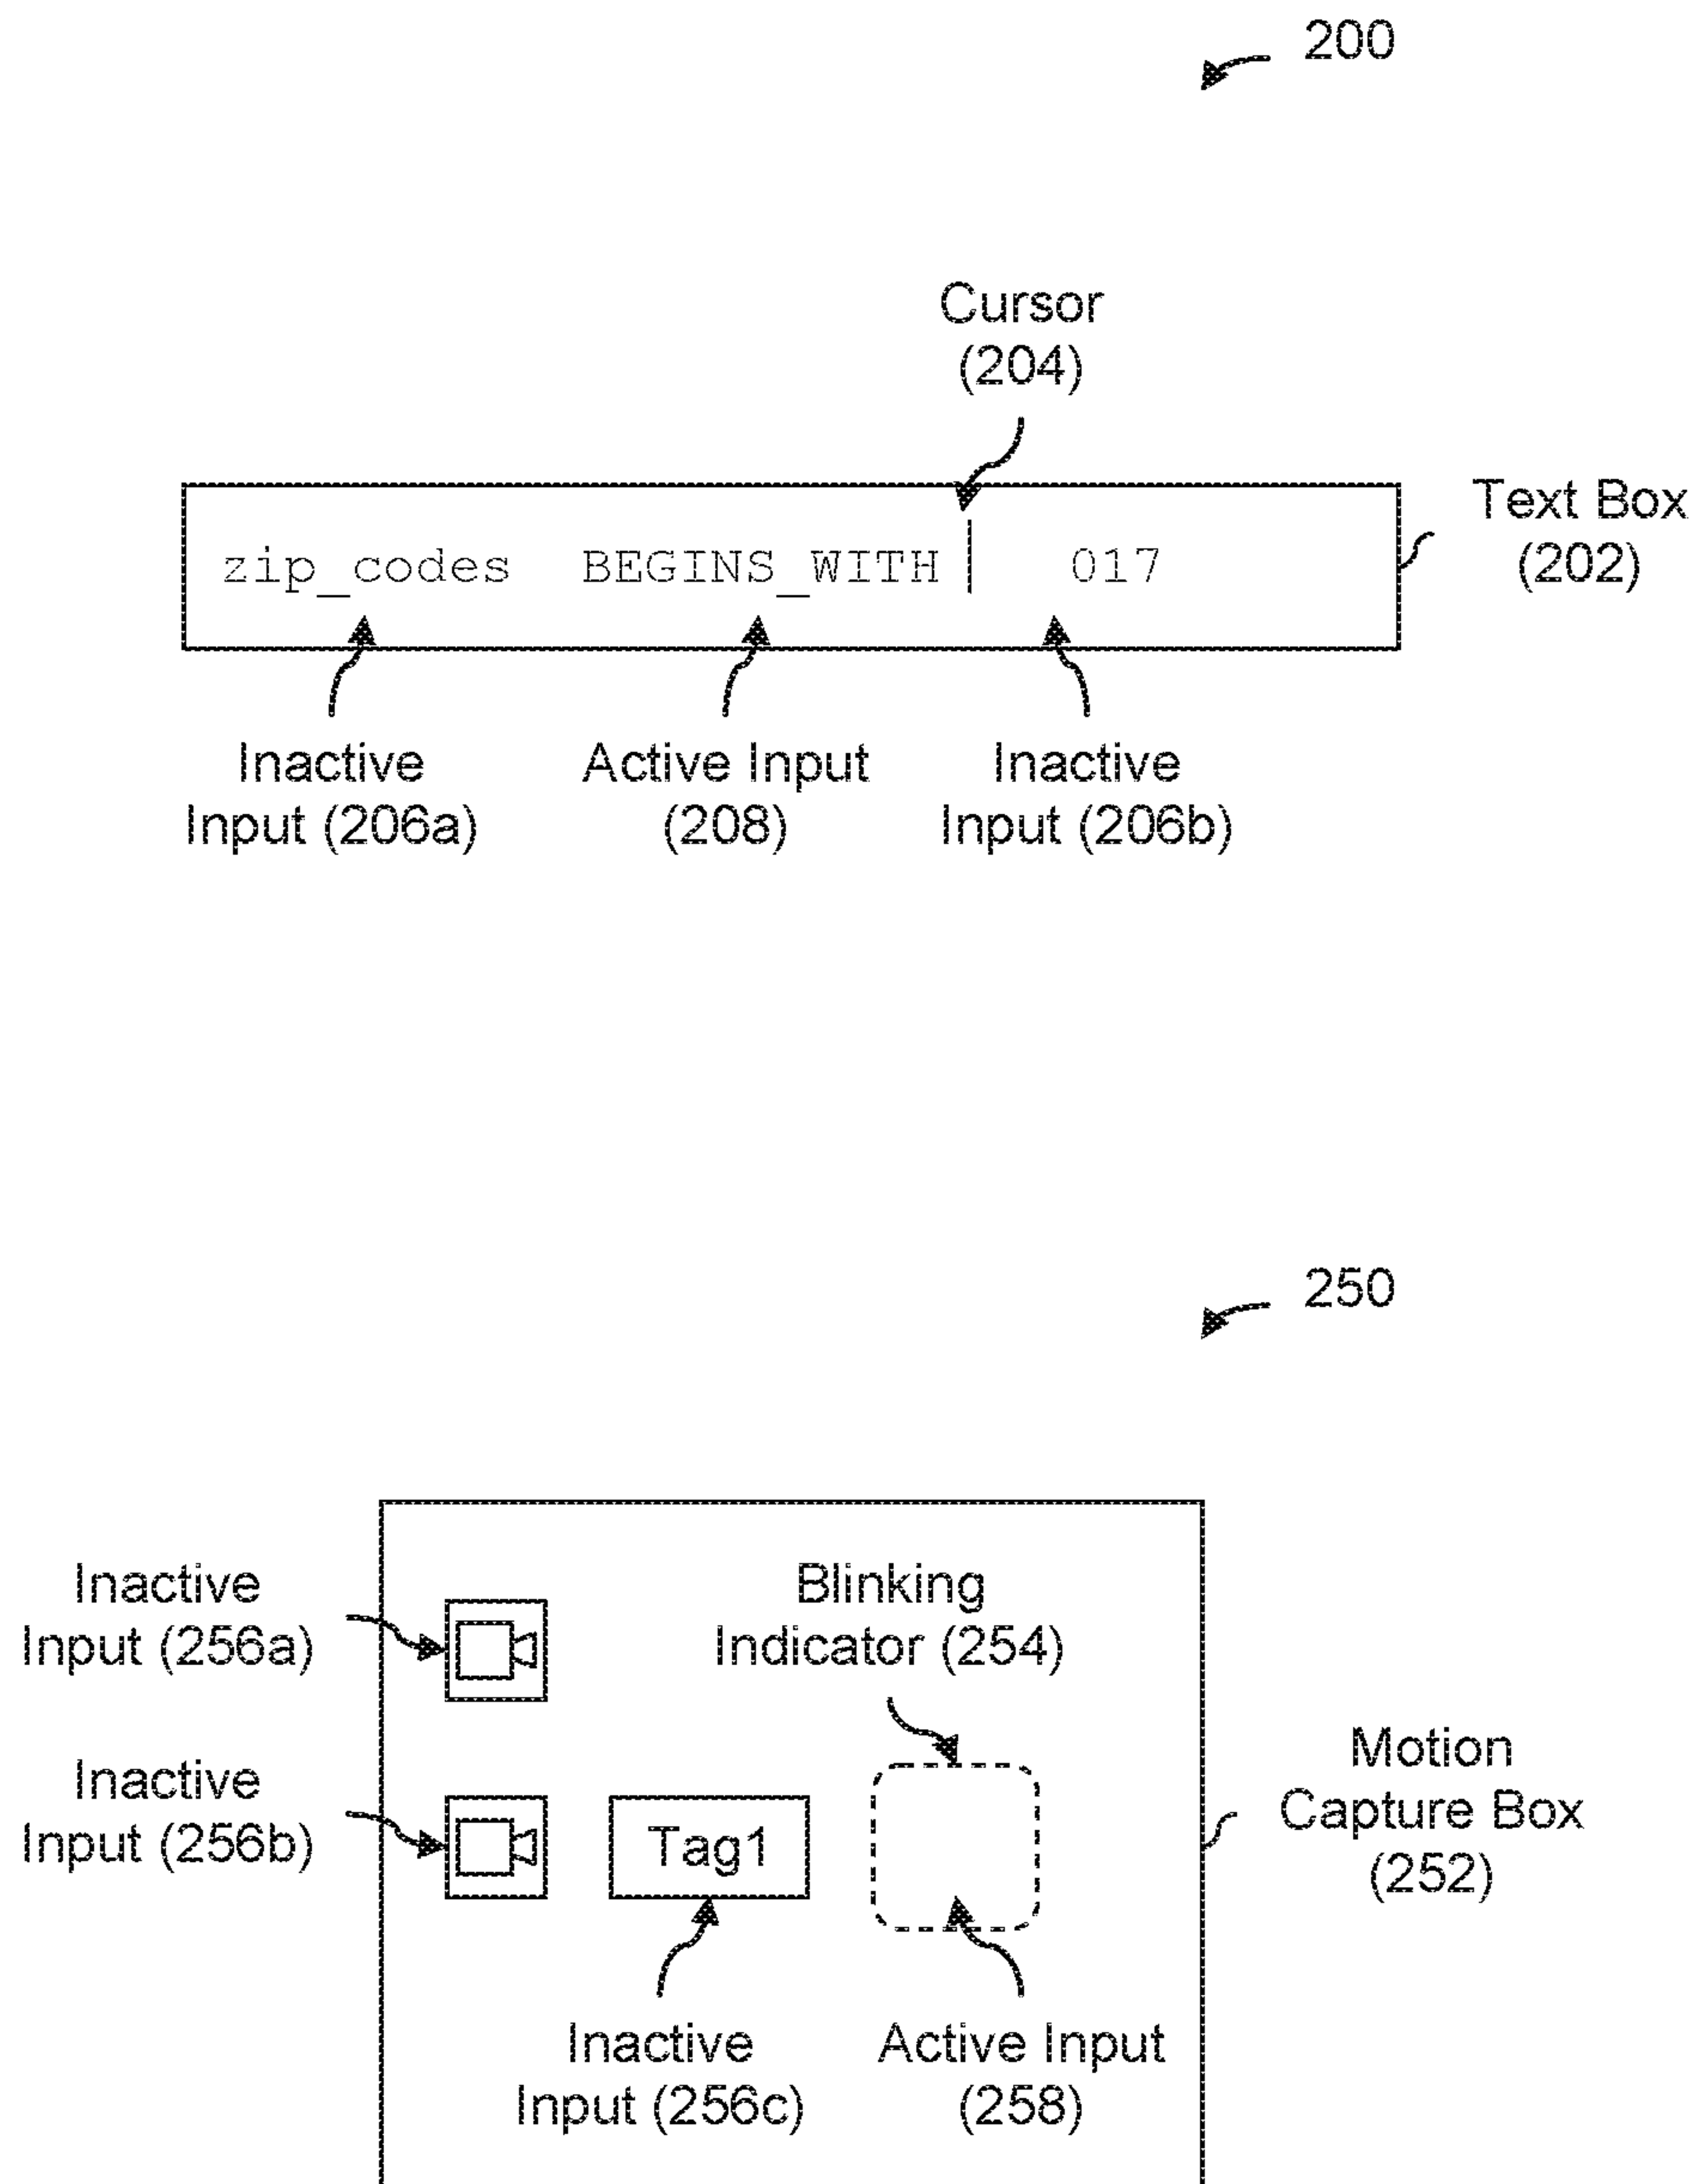 200
Cursor
(204)
Text Box
(202)
zip_codes BEGINS_WITH 017
Inactive
Input (206a)
Active Input
(208)
Inactive
Input (206b)
250
Inactive
Input (256a)
Blinking
Indicator (254)
Inactive
Input (256b)
Tag1
Motion
Capture Box
(252)
Inactive
Input (256c)
Active Input
(258)